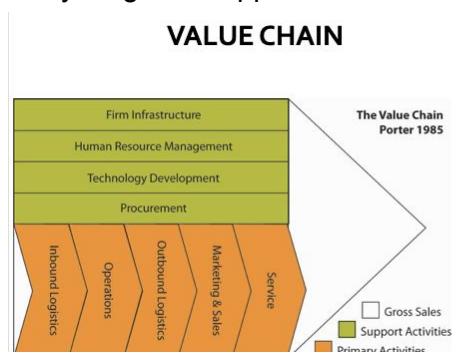 VALUE CHAIN
The Value Chain
Porter 1985
Firm Infrastructure
Human Resource Management
Technology Development
Procurement
Inbound Logistics
Operations
Outbound Logistics
Marketing & Sales
Service
Gross Sales
Support Activities
Primary Activities